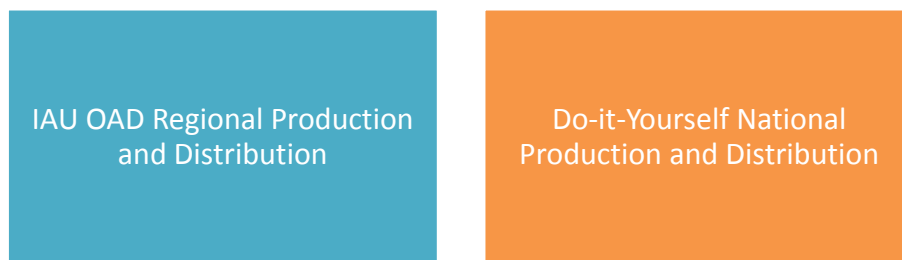 IAU OAD Regional Production
and Distribution
Do-it-Yourself National
Production and Distribution